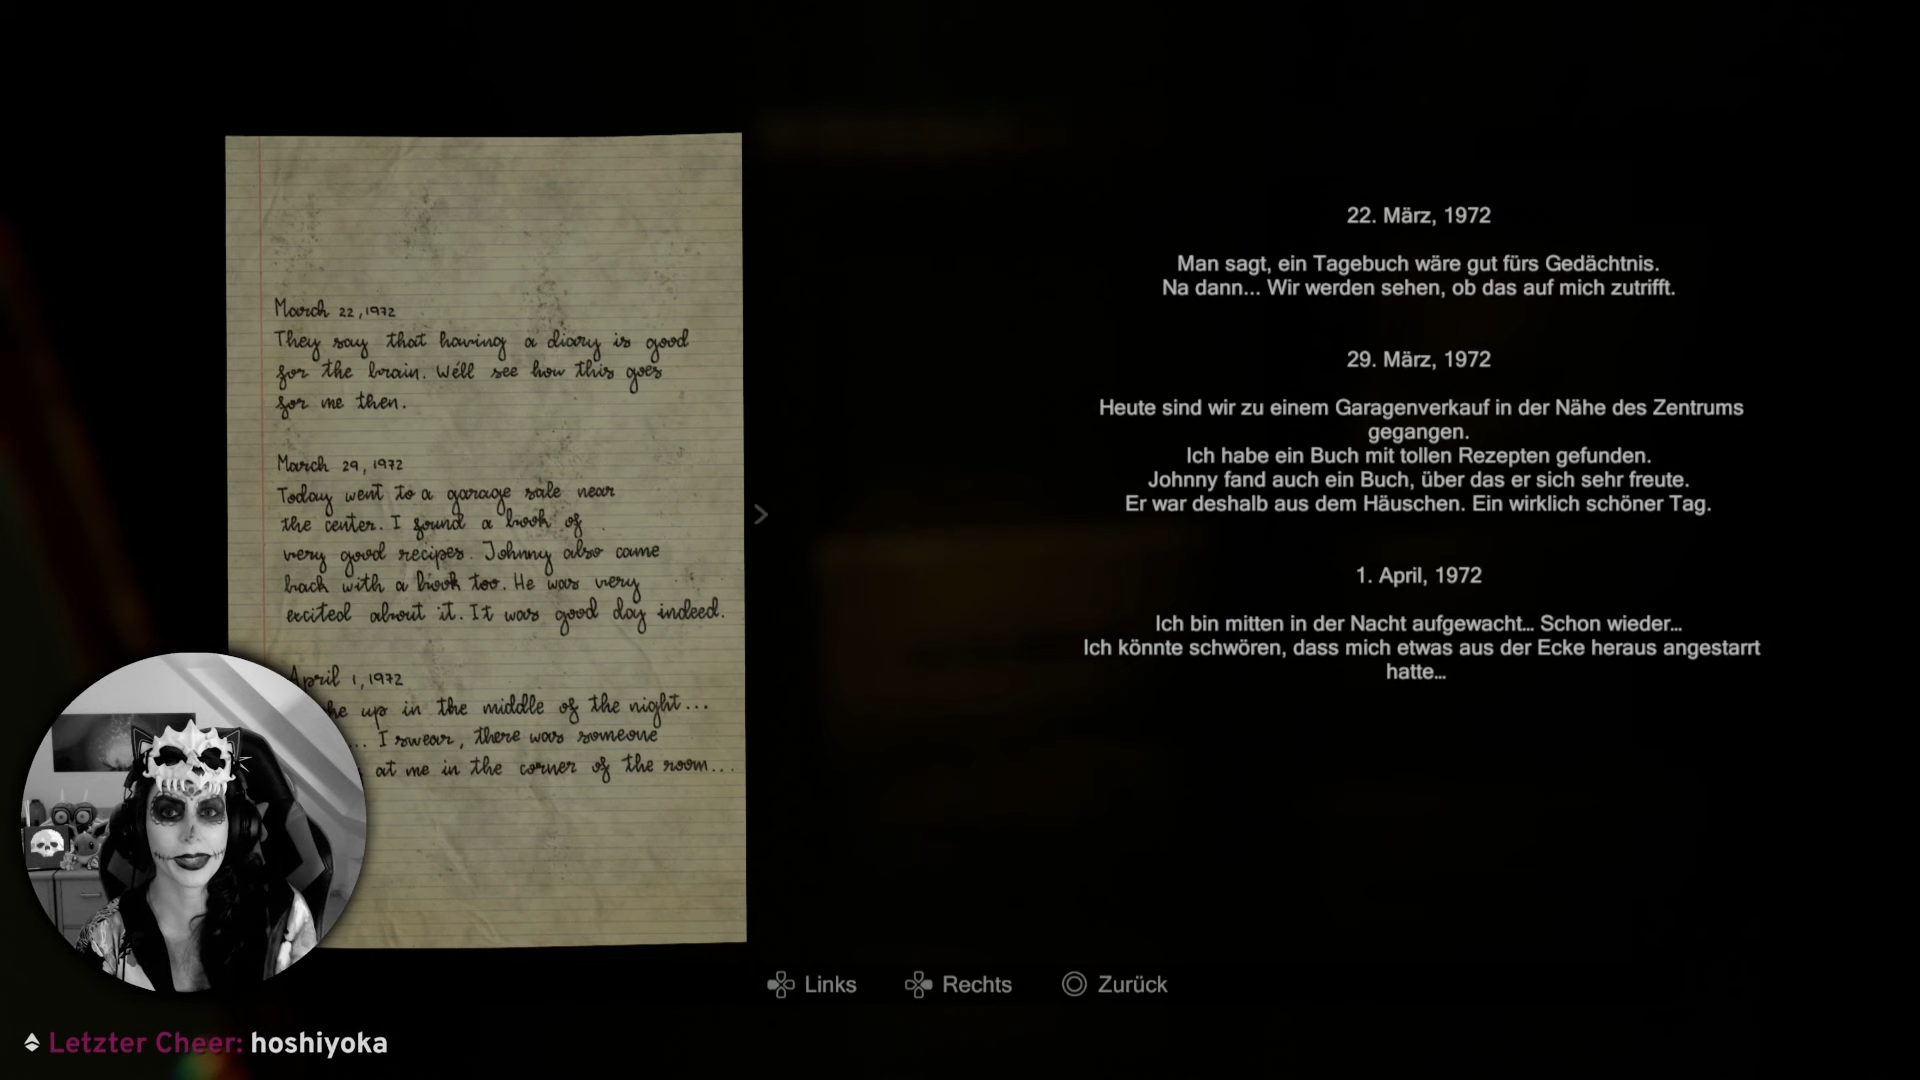 March 22, 1972
They say that having a diary is good
for the brain. We'll see how this goes
for me then.
March 29, 1972
Today went to a garage sale near
the center. I found a book of
very good recipes. Johnny also came
back with a book too. He was very
excited about it. It was good day indeed.
April 1, 1972
up in the middle of the night...
... I swear, there was someone
at me in the corner of the room...
22. März, 1972
Man sagt, ein Tagebuch wäre gut fürs Gedächtnis.
Na dann... Wir werden sehen, ob das auf mich zutrifft.
29. März, 1972
Heute sind wir zu einem Garagenverkauf in der Nähe des Zentrums
gegangen.
Ich habe ein Buch mit tollen Rezepten gefunden.
Johnny fand auch ein Buch, über das er sich sehr freute.
Er war deshalb aus dem Häuschen. Ein wirklich schöner Tag.
1. April, 1972
Ich bin mitten in der Nacht aufgewacht... Schon wieder...
Ich könnte schwören, dass mich etwas aus der Ecke heraus angestarrt
hatte...
Links
Rechts
Zurück
Letzter Cheer: hoshiyoka